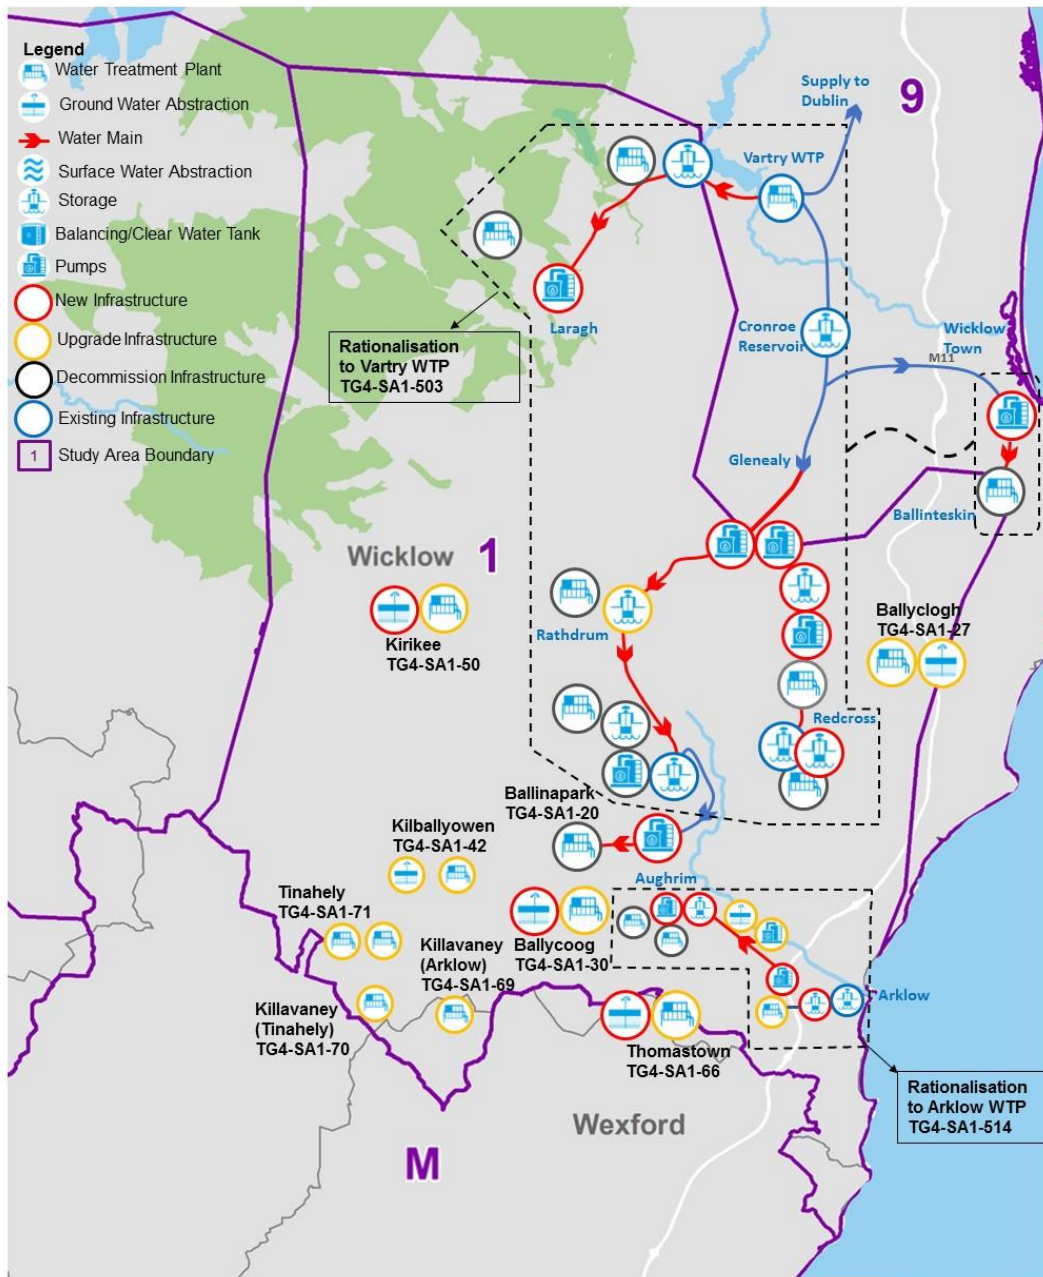 Legend
Water Treatment Plant
Ground Water Abstraction
Water Main
Surface Water Abstraction
Storage
Balancing/Clear Water Tank
Pumps
New Infrastructure
Upgrade Infrastructure
Decommission Infrastructure
Existing Infrastructure
1 Study Area Boundary
Supply to
Dublin
9
Vartry WTP
Laragh
Rationalisation
to Vartry WTP
TG4-SA1-503
Cronroe
Reservoir
Wicklow
Town
M11
Glenealy
Ballinteskin
Wicklow
1
Kirikee
TG4-SA1-50
Rathdrum
Ballyclogh
TG4-SA1-27
Redcross
Ballinapark
TG4-SA1-20
Kilballyowen
TG4-SA1-42
Aughrim
Tinahely
TG4-SA1-71
Killavaney
(Arklow)
TG4-SA1-69
Ballycoog
TG4-SA1-30
Killavaney
(Tinahely)
TG4-SA1-70
Arklow
Thomastown
TG4-SA1-66
Rationalisation
to Arklow WTP
TG4-SA1-514
Wexford
M